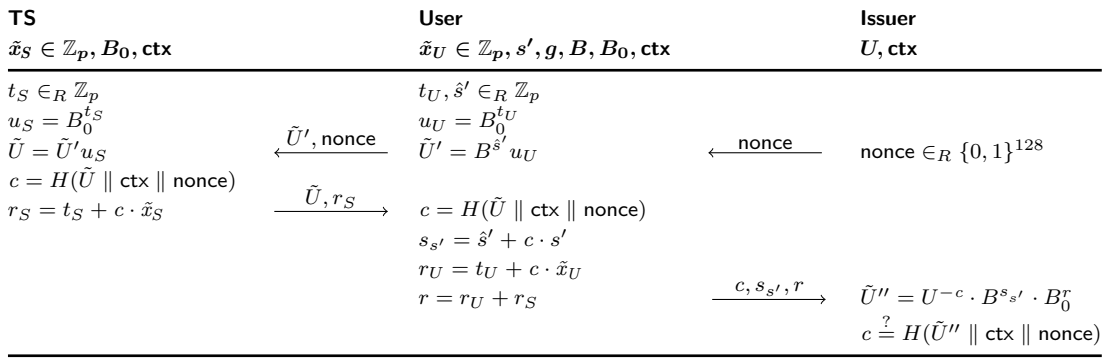 TS User Issuer
x̃_S ∈ ℤ_p, B_0, ctx x̃_U ∈ ℤ_p, s′, g, B, B_0, ctx U, ctx
t_S ∈_R ℤ_p t_U, ŝ′ ∈_R ℤ_p
u_S = B_0^{t_S} u_U = B_0^{t_U}
Ũ = Ũ′u_S Ũ′, nonce Ũ′ = B^{ŝ′}u_U nonce nonce ∈_R {0, 1}^{128}
c = H(Ũ ∥ ctx ∥ nonce)
r_S = t_S + c · x̃_S Ũ, r_S c = H(Ũ ∥ ctx ∥ nonce)
s_{s′} = ŝ′ + c · s′
r_U = t_U + c · x̃_U
r = r_U + r_S c, s_{s′}, r Ũ′′ = U^{−c} · B^{s_{s′}} · B_0^r
c ≟ H(Ũ′′ ∥ ctx ∥ nonce)